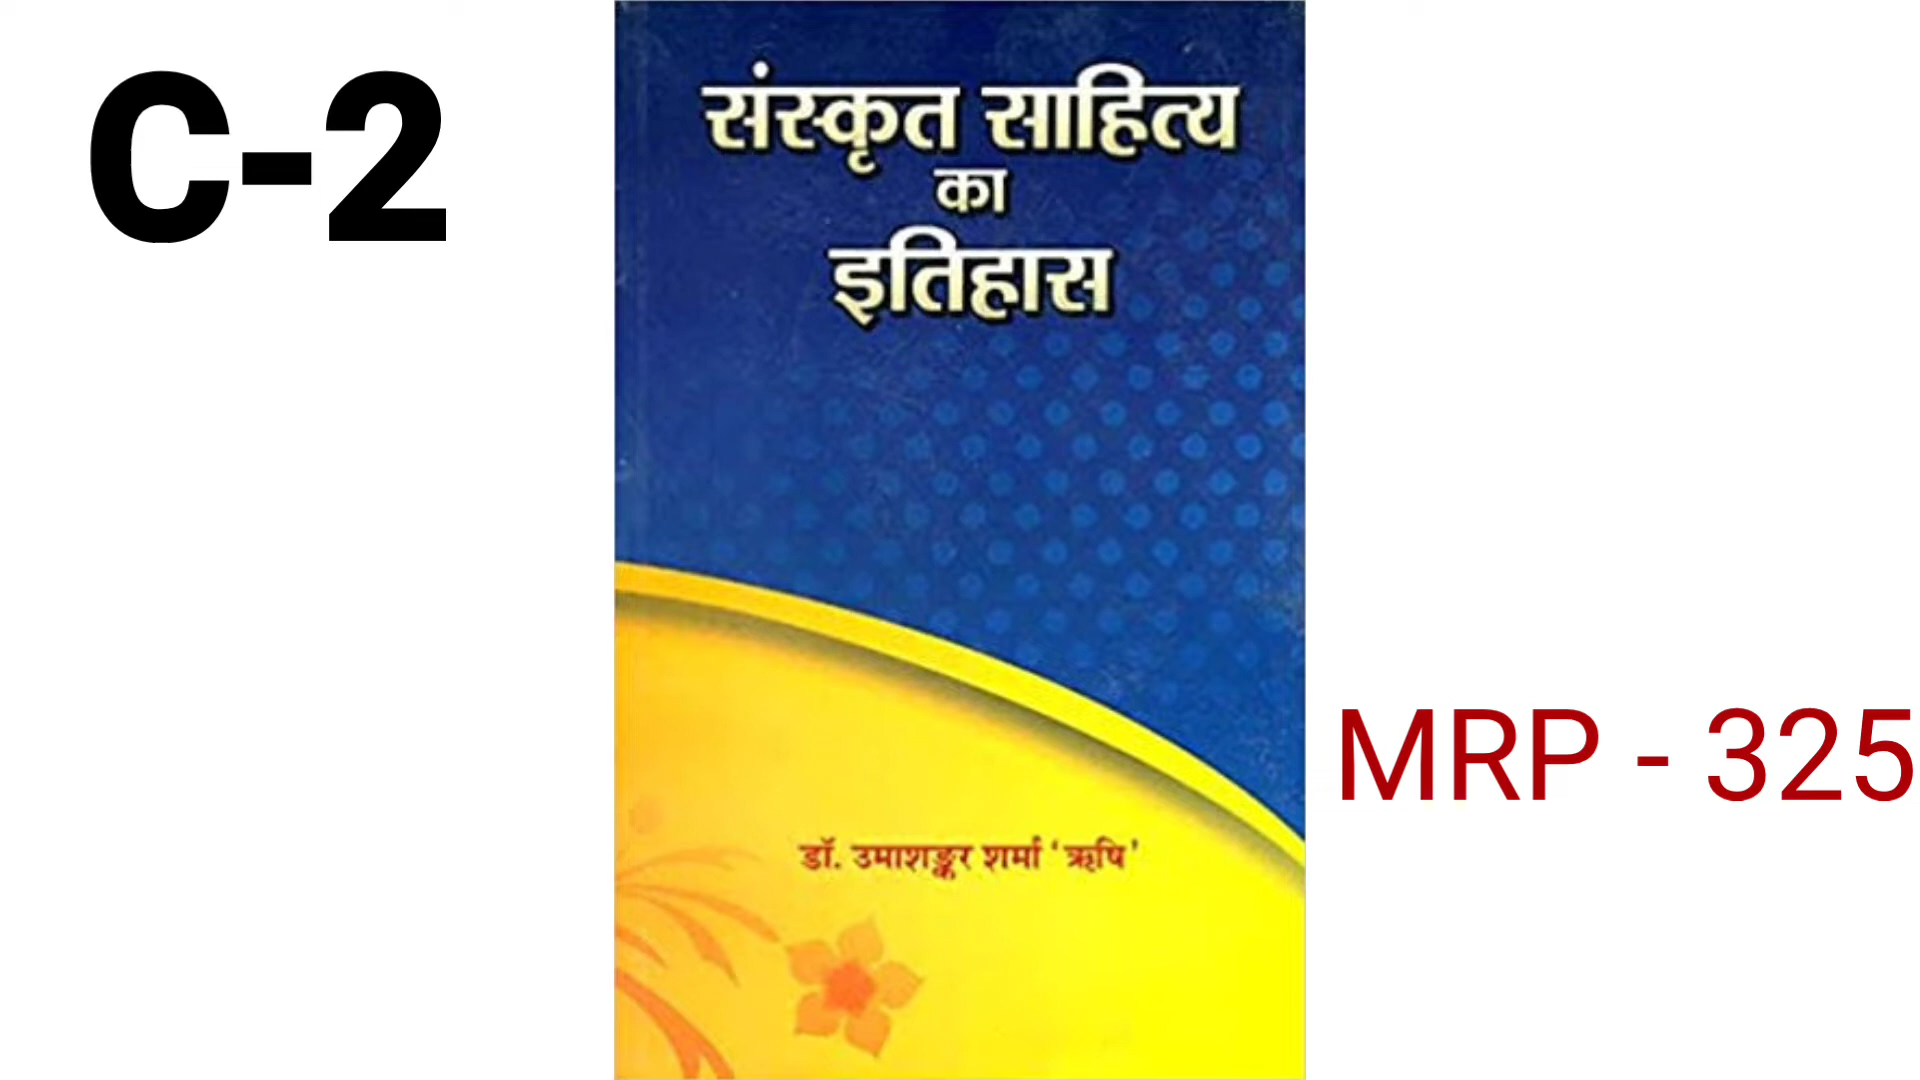 C-2
संस्कृत साहित्य
का
इतिहास
MRP - 325
डॉ. उमाशङ्कर शर्मा ‘ऋषि’